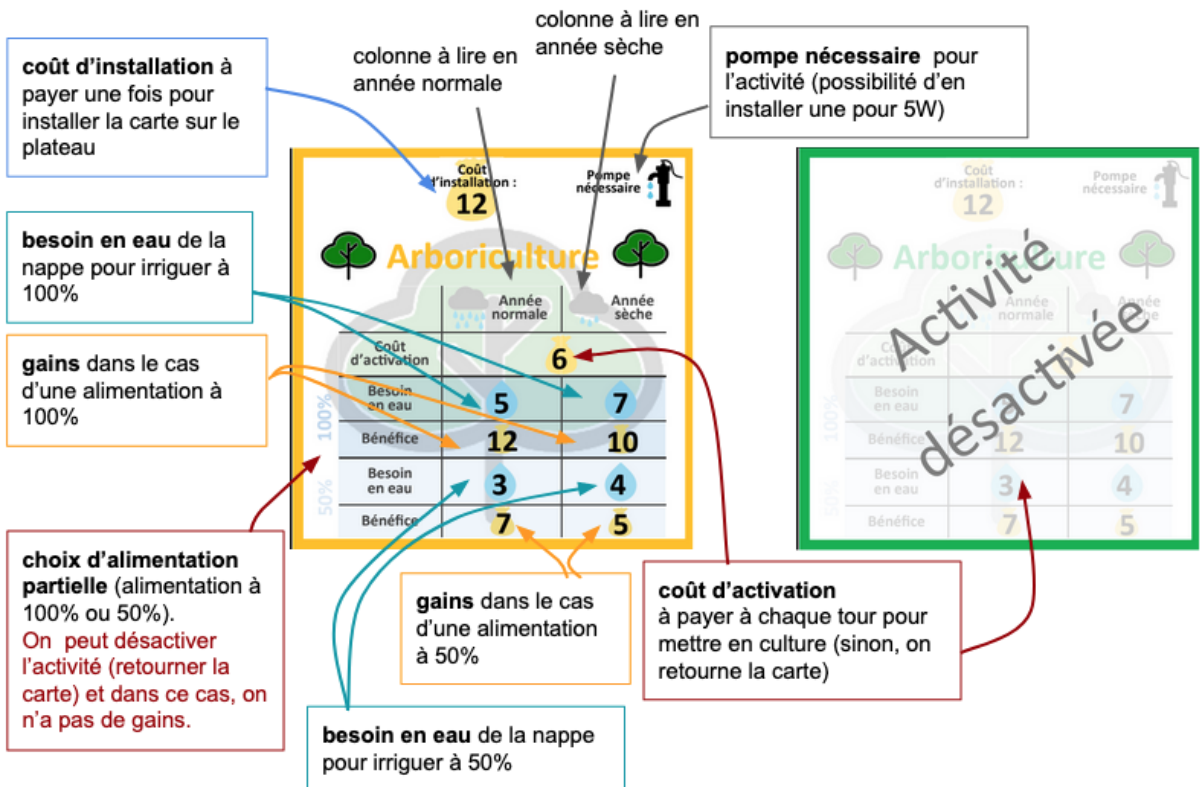 colonne à lire en
année normale
colonne à lire en
année sèche
coût d’installation à
payer une fois pour
installer la carte sur le
plateau
pompe nécessaire pour
l’activité (possibilité d’en
installer une pour 5W)
besoin en eau de la
nappe pour irriguer à
100%
gains dans le cas
d’une alimentation à
100%
choix d’alimentation
partielle (alimentation à
100% ou 50%).
On peut désactiver
l’activité (retourner la
carte) et dans ce cas, on
n’a pas de gains.
Coût
d'installation :
12
Pompe
nécessaire
Arboriculture
Année
normale
Année
sèche
Coût
d'activation
6
100%
Besoin
en eau
5
7
Bénéfice
12
10
50%
Besoin
en eau
3
4
Bénéfice
7
5
Coût
d'installation :
12
Pompe
nécessaire
Arboriculture
Activité
désactivée
Coût
d'activation
100%
Besoin
en eau
7
Bénéfice
12
10
50%
Besoin
en eau
3
4
Bénéfice
7
5
gains dans le cas
d’une alimentation
à 50%
coût d’activation
à payer à chaque tour pour
mettre en culture (sinon, on
retourne la carte)
besoin en eau de la nappe
pour irriguer à 50%